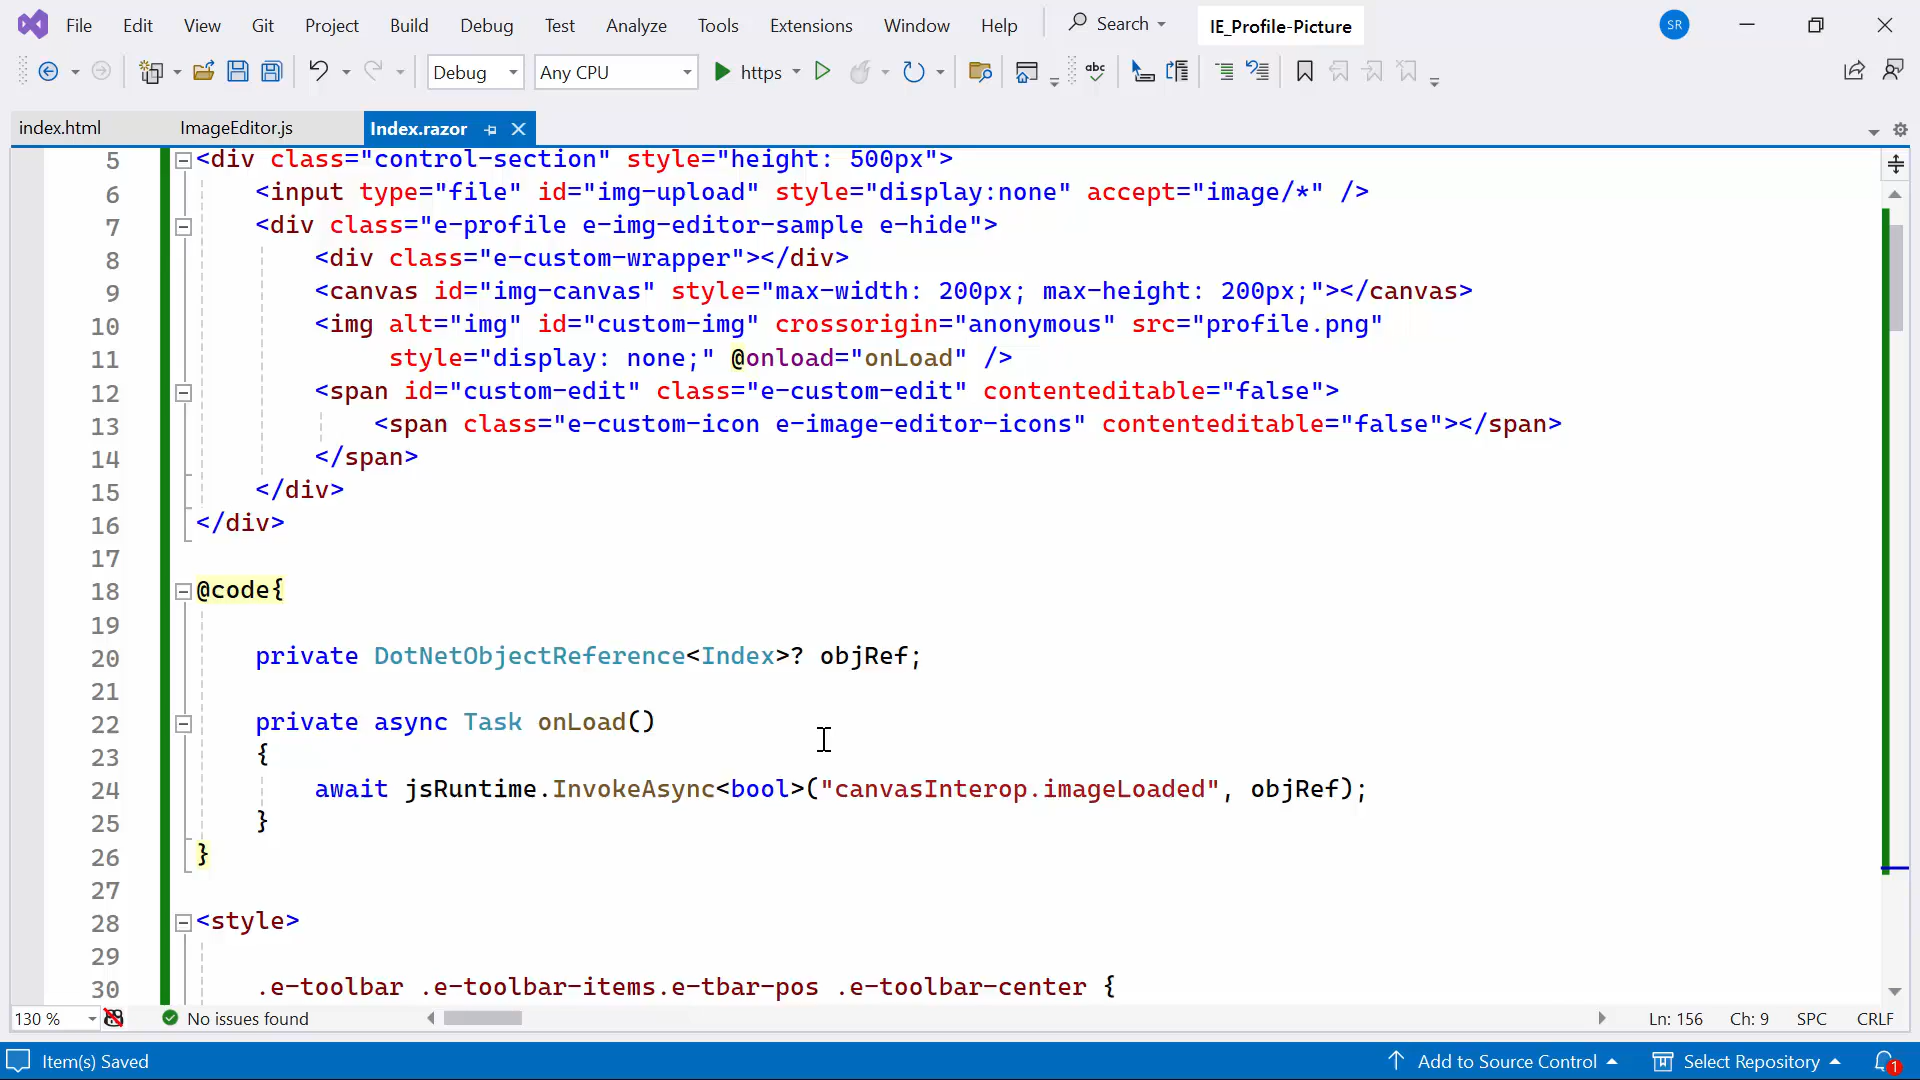 File Edit View Git Project Build Debug Test Analyze Tools Extensions Window Help Search IE_Profile-Picture SR
Debug Any CPU https abc
index.html ImageEditor.js Index.razor
5 <div class="control-section" style="height: 500px">
6 <input type="file" id="img-upload" style="display:none" accept="image/*" />
7 <div class="e-profile e-img-editor-sample e-hide">
8 <div class="e-custom-wrapper"></div>
9 <canvas id="img-canvas" style="max-width: 200px; max-height: 200px;"></canvas>
10 <img alt="img" id="custom-img" crossorigin="anonymous" src="profile.png"
11 style="display: none;" @onload="onLoad" />
12 <span id="custom-edit" class="e-custom-edit" contenteditable="false">
13 <span class="e-custom-icon e-image-editor-icons" contenteditable="false"></span>
14 </span>
15 </div>
16 </div>
17
18 @code{
19
20 private DotNetObjectReference<Index>? objRef;
21
22 private async Task onLoad()
23 {
24 await jsRuntime.InvokeAsync<bool>("canvasInterop.imageLoaded", objRef);
25 }
26 }
27
28 <style>
29
30 .e-toolbar .e-toolbar-items.e-tbar-pos .e-toolbar-center {
130 % No issues found Ln: 156 Ch: 9 SPC CRLF
Item(s) Saved Add to Source Control Select Repository 1